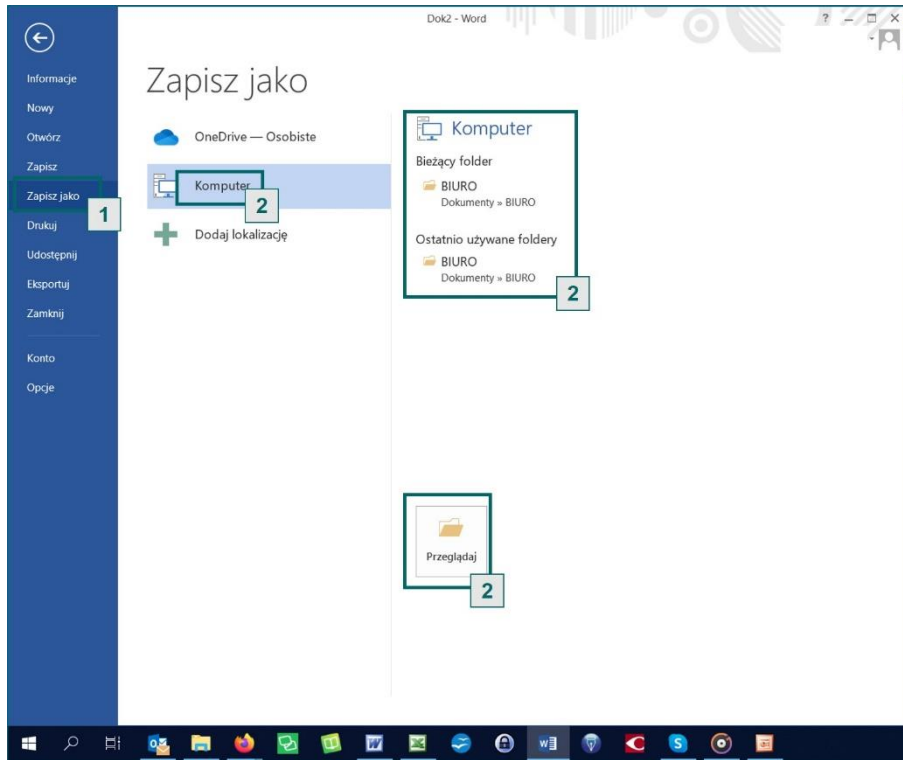 Dok2 - Word
?
Informacje
Nowy
Otwórz
Zapisz
Zapisz jako
1
Drukuj
Udostępnij
Eksportuj
Zamknij
Konto
Opcje
Zapisz jako
OneDrive — Osobiste
Komputer
2
Dodaj lokalizację
Komputer
Bieżący folder
BIURO
Dokumenty » BIURO
Ostatnio używane foldery
BIURO
Dokumenty » BIURO
2
Przeglądaj
2